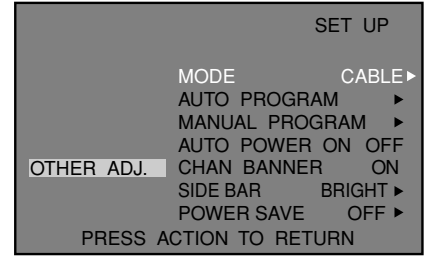 SET UP
MODE CABLE ▶
AUTO PROGRAM ▶
MANUAL PROGRAM ▶
AUTO POWER ON OFF
OTHER ADJ. CHAN BANNER ON
SIDE BAR BRIGHT ▶
POWER SAVE OFF ▶
PRESS ACTION TO RETURN